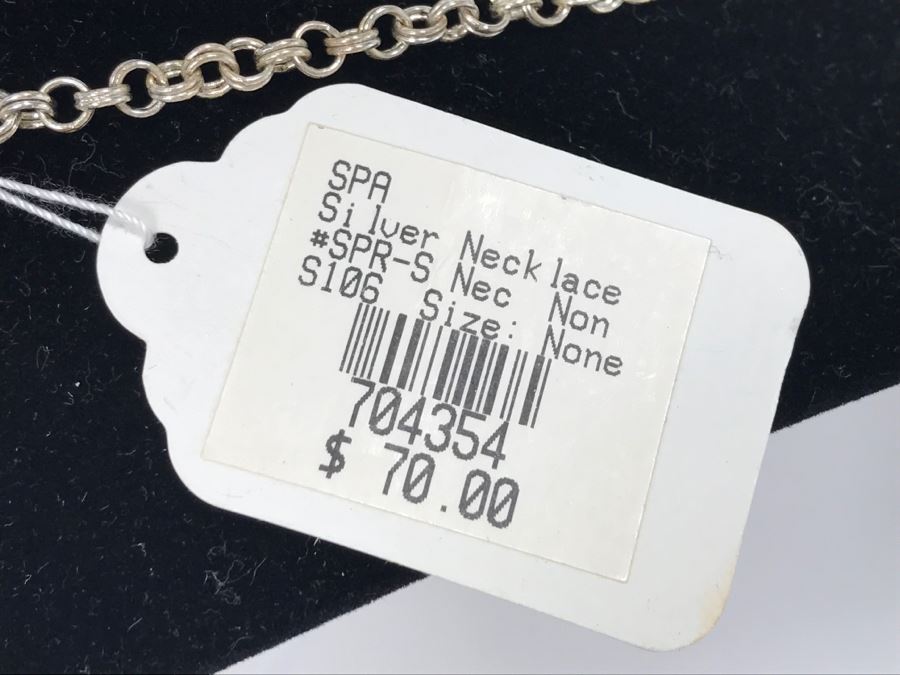 SPA
Silver Necklace
#SPR-S Nec Non
S106 Size: None
704354
$ 70.00